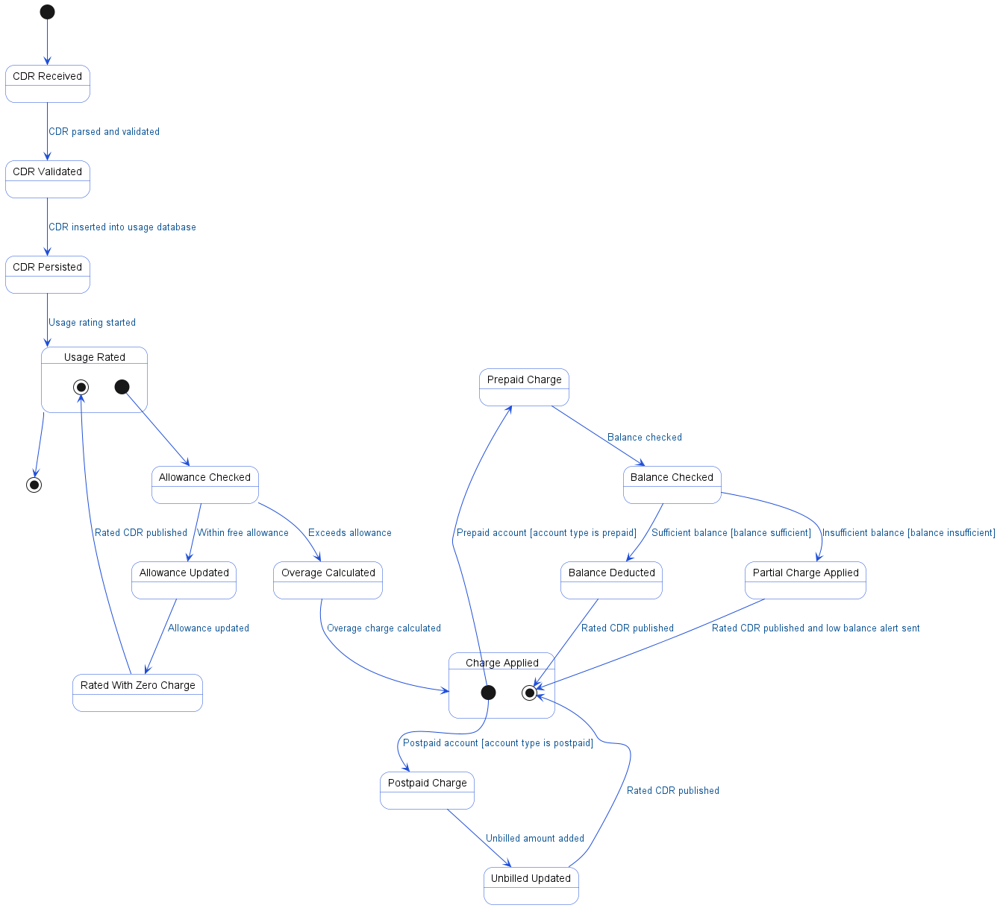 CDR Received
CDR parsed and validated
CDR Validated
CDR inserted into usage database
CDR Persisted
Usage rating started
Usage Rated
Prepaid Charge
Balance checked
Allowance Checked
Balance Checked
Rated CDR published
Within free allowance
Exceeds allowance
Prepaid account [account type is prepaid]
Sufficient balance [balance sufficient]
Insufficient balance [balance insufficient]
Allowance Updated
Overage Calculated
Balance Deducted
Partial Charge Applied
Allowance updated
Overage charge calculated
Rated CDR published
Rated CDR published and low balance alert sent
Charge Applied
Rated With Zero Charge
Postpaid account [account type is postpaid]
Postpaid Charge
Rated CDR published
Unbilled amount added
Unbilled Updated